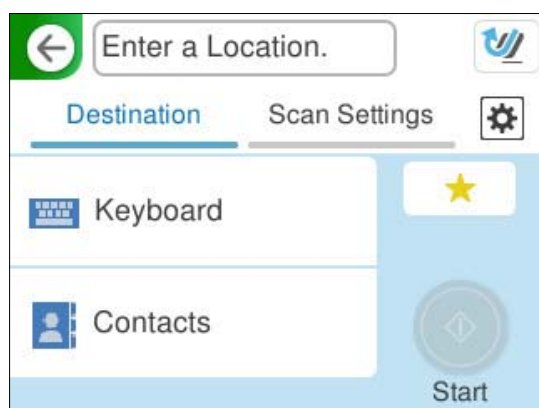 Enter a Location.
Destination Scan Settings
Keyboard
Contacts
Start